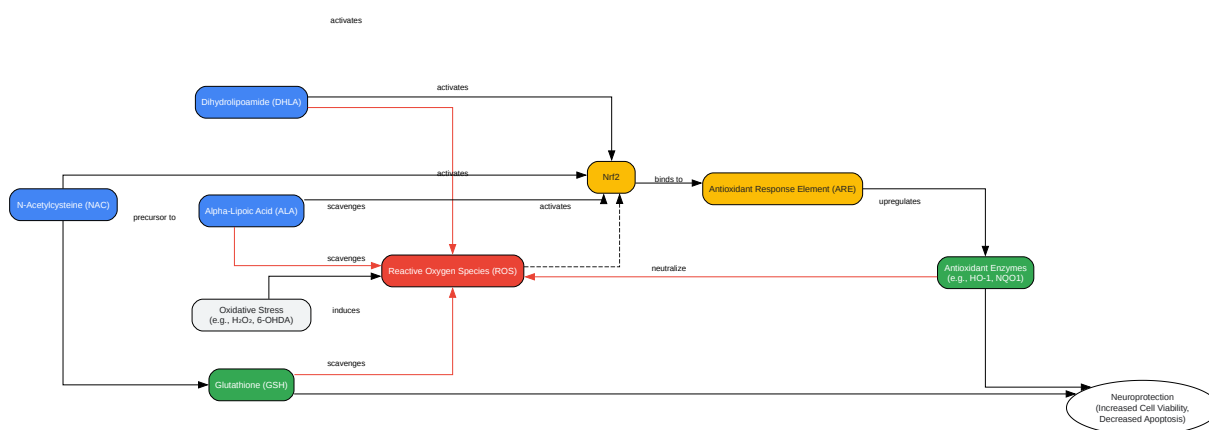 activates
activates
Dihydrolipoamide (DHLA)
activates
Nrf2
binds to
Antioxidant Response Element (ARE)
N-Acetylcysteine (NAC)
precursor to
Alpha-Lipoic Acid (ALA)
scavenges
activates
upregulates
scavenges
Reactive Oxygen Species (ROS)
neutralize
Antioxidant Enzymes
(e.g., HO-1, NQO1)
Oxidative Stress
(e.g., H₂O₂, 6-OHDA)
induces
scavenges
Glutathione (GSH)
Neuroprotection
(Increased Cell Viability,
Decreased Apoptosis)